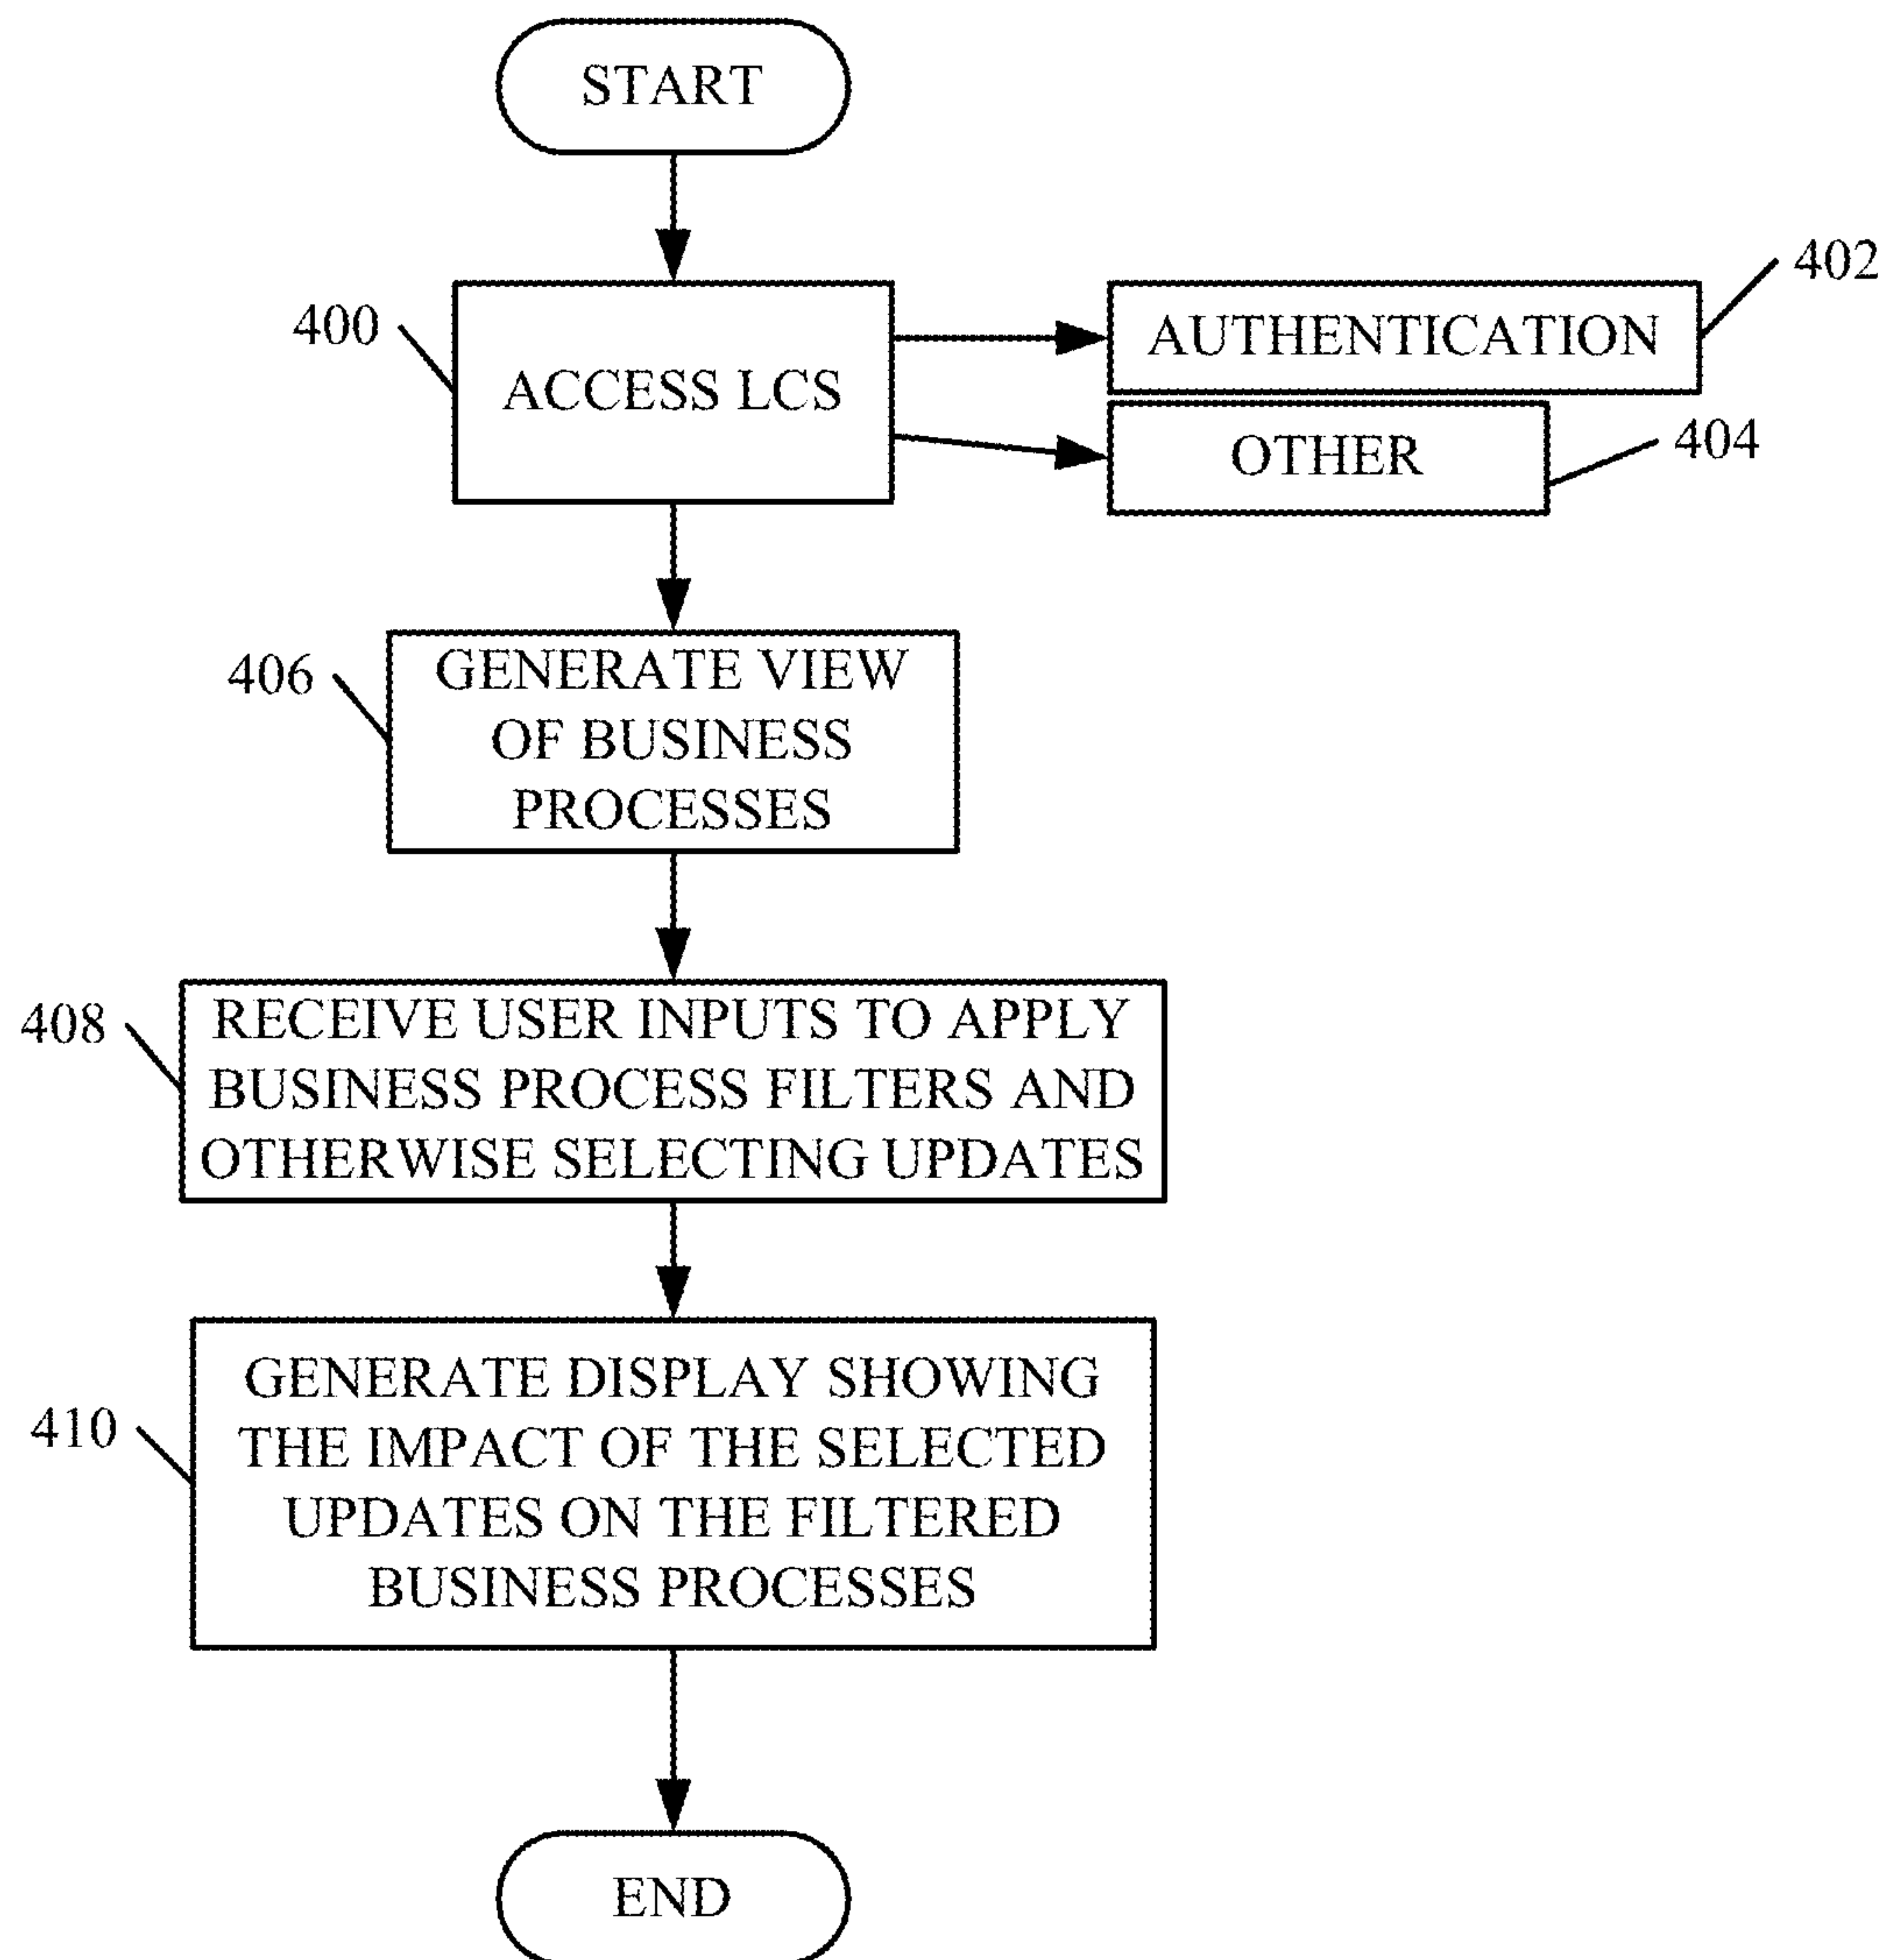 START
402
400
ACCESS LCS
AUTHENTICATION
OTHER
404
406
GENERATE VIEW
OF BUSINESS
PROCESSES
408
RECEIVE USER INPUTS TO APPLY
BUSINESS PROCESS FILTERS AND
OTHERWISE SELECTING UPDATES
410
GENERATE DISPLAY SHOWING
THE IMPACT OF THE SELECTED
UPDATES ON THE FILTERED
BUSINESS PROCESSES
END